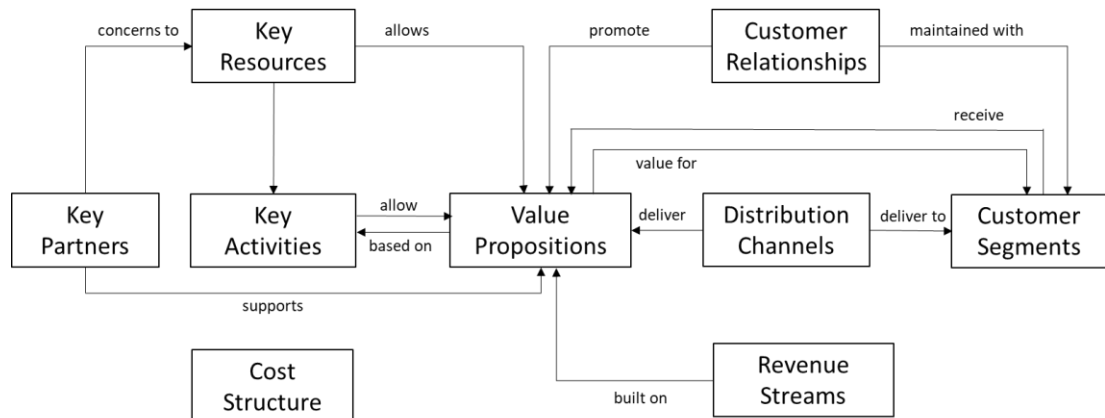 concerns to
Key
Resources
allows
promote
Customer
Relationships
maintained with
receive
value for
Key
Partners
Key
Activities
allow
based on
Value
Propositions
deliver
Distribution
Channels
deliver to
Customer
Segments
supports
Cost
Structure
built on
Revenue
Streams